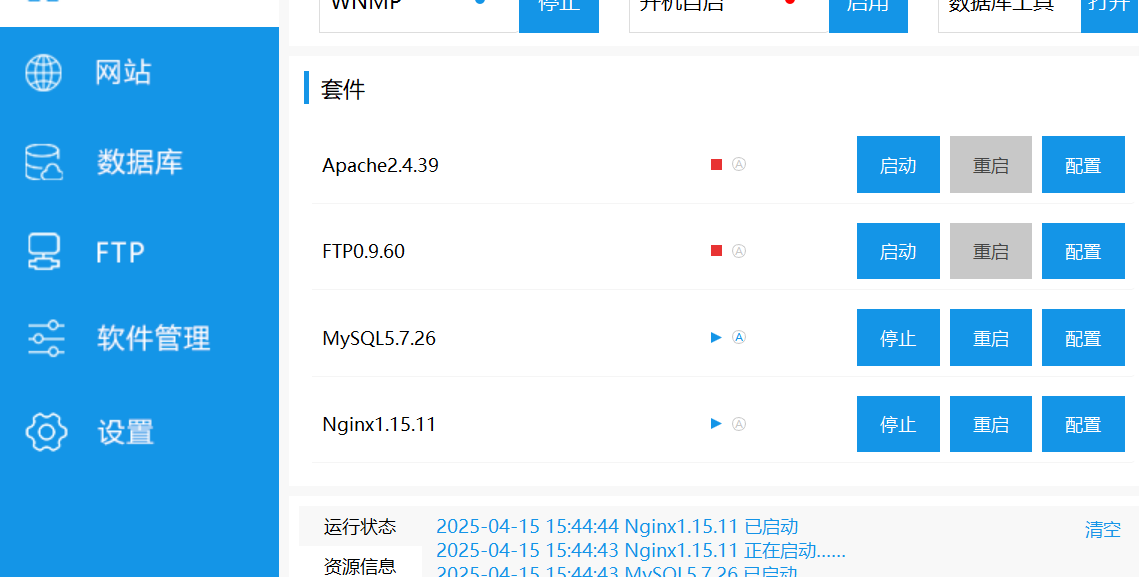 WNMP 停止 开机自启 启用 数据库工具 打开
网站
数据库
FTP
软件管理
设置
套件
Apache2.4.39 Ⓐ 启动 重启 配置
FTP0.9.60 Ⓐ 启动 重启 配置
MySQL5.7.26 Ⓐ 停止 重启 配置
Nginx1.15.11 Ⓐ 停止 重启 配置
运行状态
资源信息
2025-04-15 15:44:44 Nginx1.15.11 已启动
2025-04-15 15:44:43 Nginx1.15.11 正在启动......
2025-04-15 15:44:43 MySQL5.7.26 已启动
清空